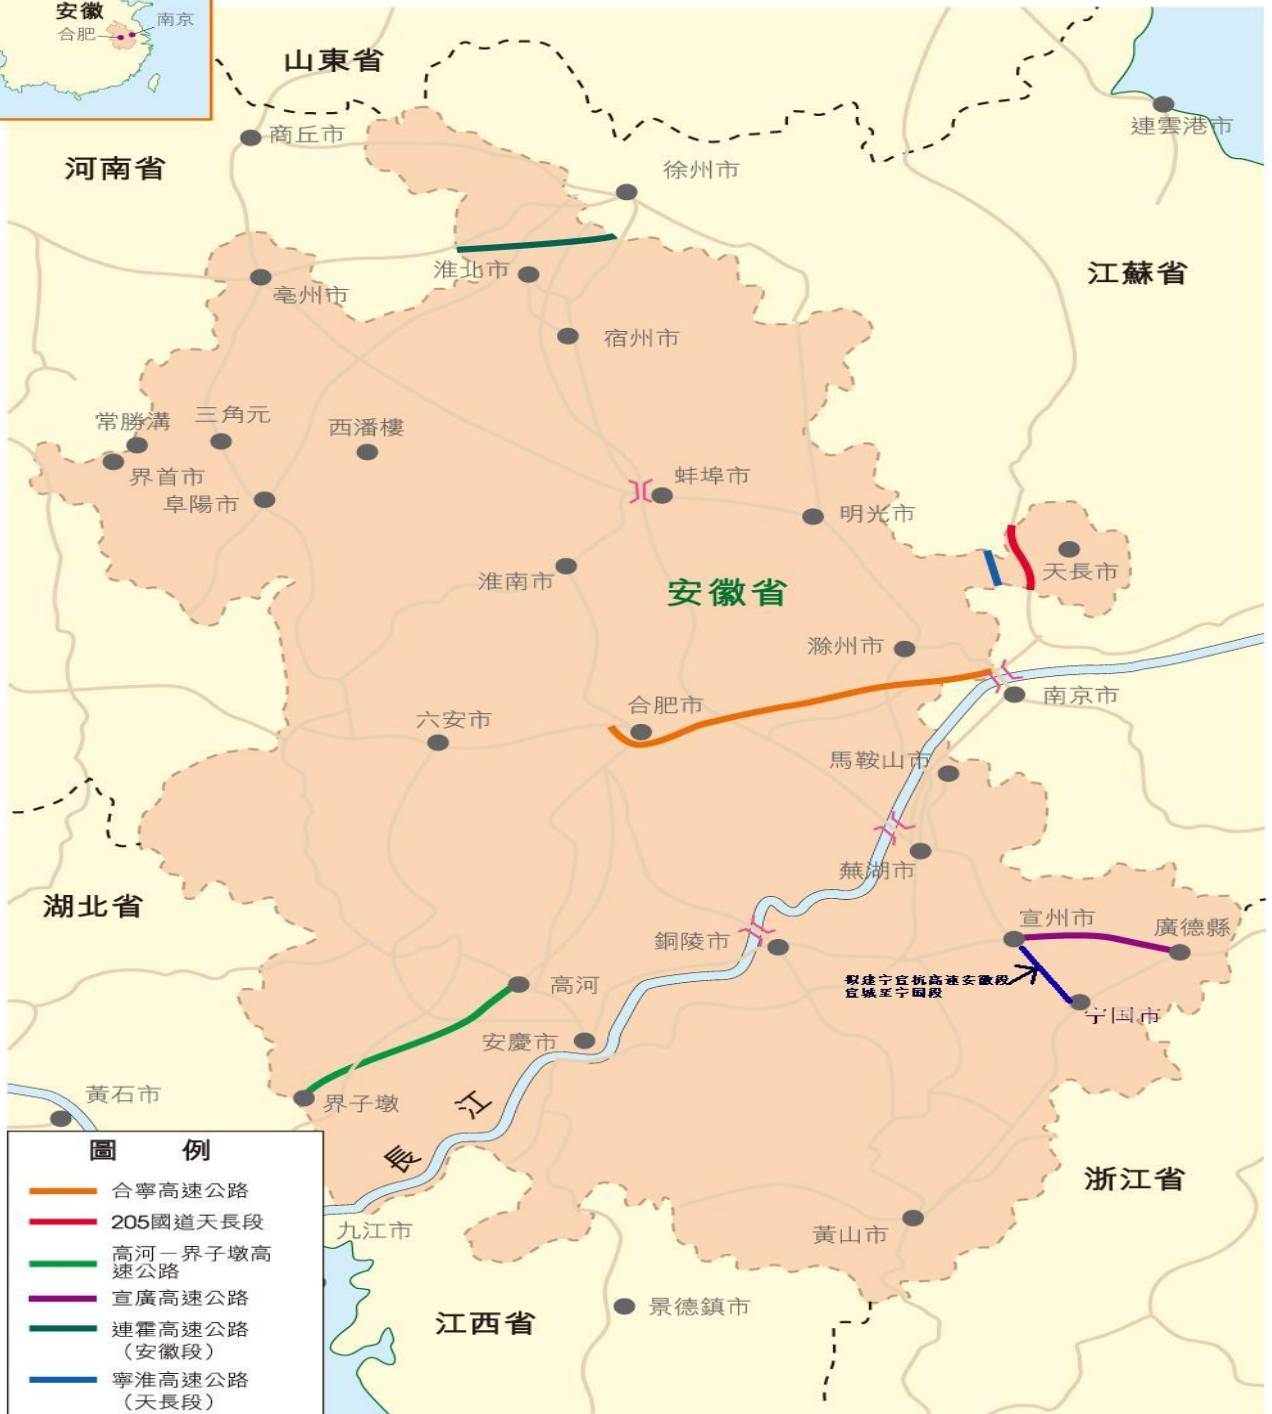 安徽
南京
合肥
山東省
商丘市
連雲港市
河南省
徐州市
淮北市
江蘇省
亳州市
宿州市
常勝溝
三角元
西潘樓
界首市
蚌埠市
阜陽市
明光市
淮南市
安徽省
天長市
滁州市
合肥市
南京市
六安市
馬鞍山市
蕪湖市
湖北省
宣州市
廣德縣
銅陵市
拟建宁宣杭高速安徽段
宣城至宁国段
高河
宁国市
安慶市
黃石市
界子墩
長江
浙江省
九江市
黃山市
景德鎮市
江西省
圖例
合寧高速公路
205國道天長段
高河－界子墩高
速公路
宣廣高速公路
連霍高速公路
（安徽段）
寧淮高速公路
（天長段）